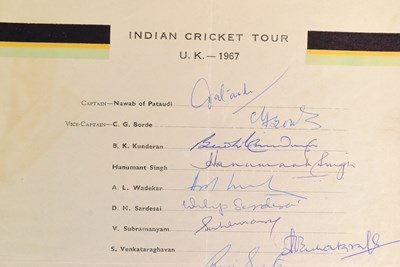 INDIAN CRICKET TOUR
U. K.—1967
CAPTAIN—Nawab of Pataudi Pataudi
VICE-CAPTAIN—C. G. Borde
B. K. Kunderan
Hanumant Singh Hanumant Singh
A. L. Wadekar
D. N. Sardesai Dilip Sardesai
V. Subramanyam
S. Venkataraghavan